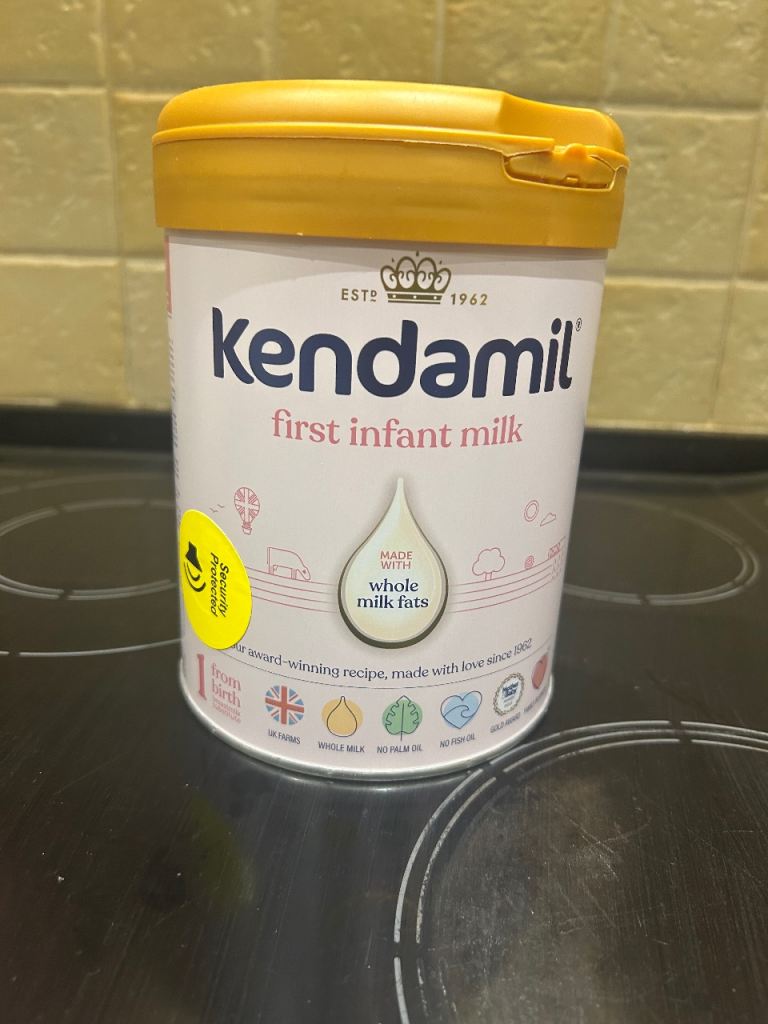 ESTD 1962
kendamil®
first infant milk
MADE
WITH
whole
milk fats
Security
Protected
our award-winning recipe, made with love since 1962
1 from
birth
UK FARMS
WHOLE MILK
NO PALM OIL
NO FISH OIL
GOLD AWARD